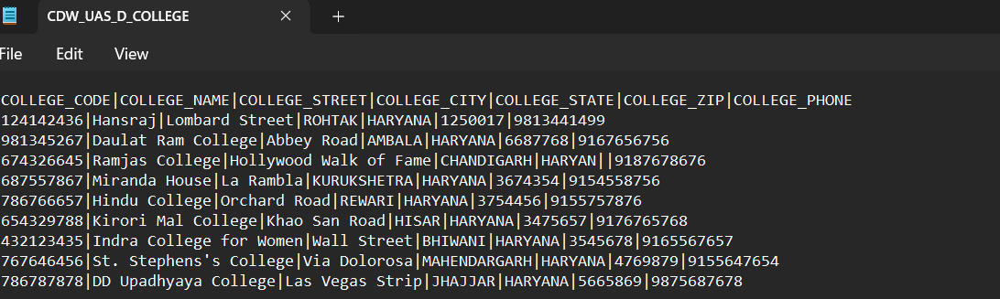 CDW_UAS_D_COLLEGE
File Edit View
COLLEGE_CODE|COLLEGE_NAME|COLLEGE_STREET|COLLEGE_CITY|COLLEGE_STATE|COLLEGE_ZIP|COLLEGE_PHONE
124142436|Hansraj|Lombard Street|ROHTAK|HARYANA|1250017|9813441499
981345267|Daulat Ram College|Abbey Road|AMBALA|HARYANA|6687768|9167656756
674326645|Ramjas College|Hollywood Walk of Fame|CHANDIGARH|HARYAN||9187678676
687557867|Miranda House|La Rambla|KURUKSHETRA|HARYANA|3674354|9154558756
786766657|Hindu College|Orchard Road|REWARI|HARYANA|3754456|9155757876
654329788|Kirori Mal College|Khao San Road|HISAR|HARYANA|3475657|9176765768
432123435|Indra College for Women|Wall Street|BHIWANI|HARYANA|3545678|9165567657
767646456|St. Stephens's College|Via Dolorosa|MAHENDARGARH|HARYANA|4769879|9155647654
786787878|DD Upadhyaya College|Las Vegas Strip|JHAJJAR|HARYANA|5665869|9875687678